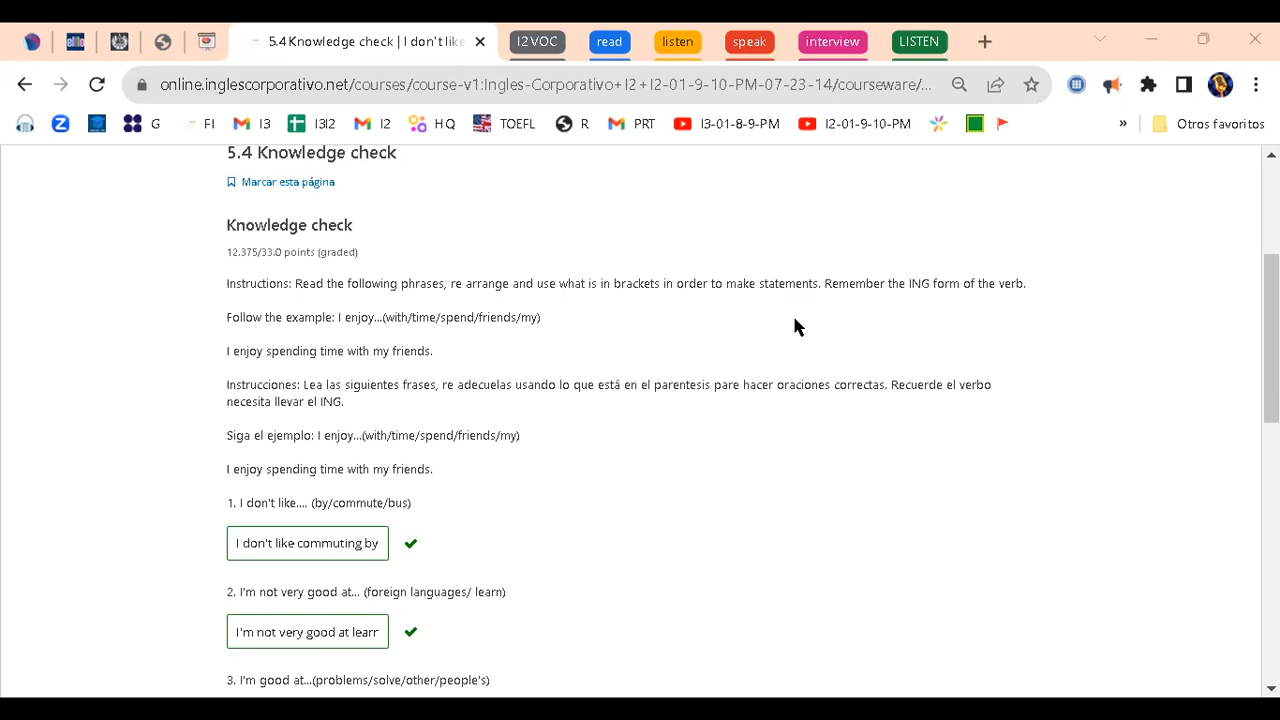 5.4 Knowledge check | I don't like
I2 VOC
read
listen
speak
interview
LISTEN
online.inglescorporativo.net/courses/course-v1:Ingles-Corporativo+I2+I2-01-9-10-PM-07-23-14/courseware/...
G
FI
I3
I3I2
I2
HQ
TOEFL
R
PRT
I3-01-8-9-PM
I2-01-9-10-PM
»
Otros favoritos
5.4 Knowledge check
Marcar esta página
Knowledge check
12.375/33.0 points (graded)
Instructions: Read the following phrases, re arrange and use what is in brackets in order to make statements. Remember the ING form of the verb.
Follow the example: I enjoy...(with/time/spend/friends/my)
I enjoy spending time with my friends.
Instrucciones: Lea las siguientes frases, re adecuelas usando lo que está en el parentesis pare hacer oraciones correctas. Recuerde el verbo
necesita llevar el ING.
Siga el ejemplo: I enjoy...(with/time/spend/friends/my)
I enjoy spending time with my friends.
1. I don't like.... (by/commute/bus)
I don't like commuting by
2. I'm not very good at... (foreign languages/ learn)
I'm not very good at learr
3. I'm good at...(problems/solve/other/people's)